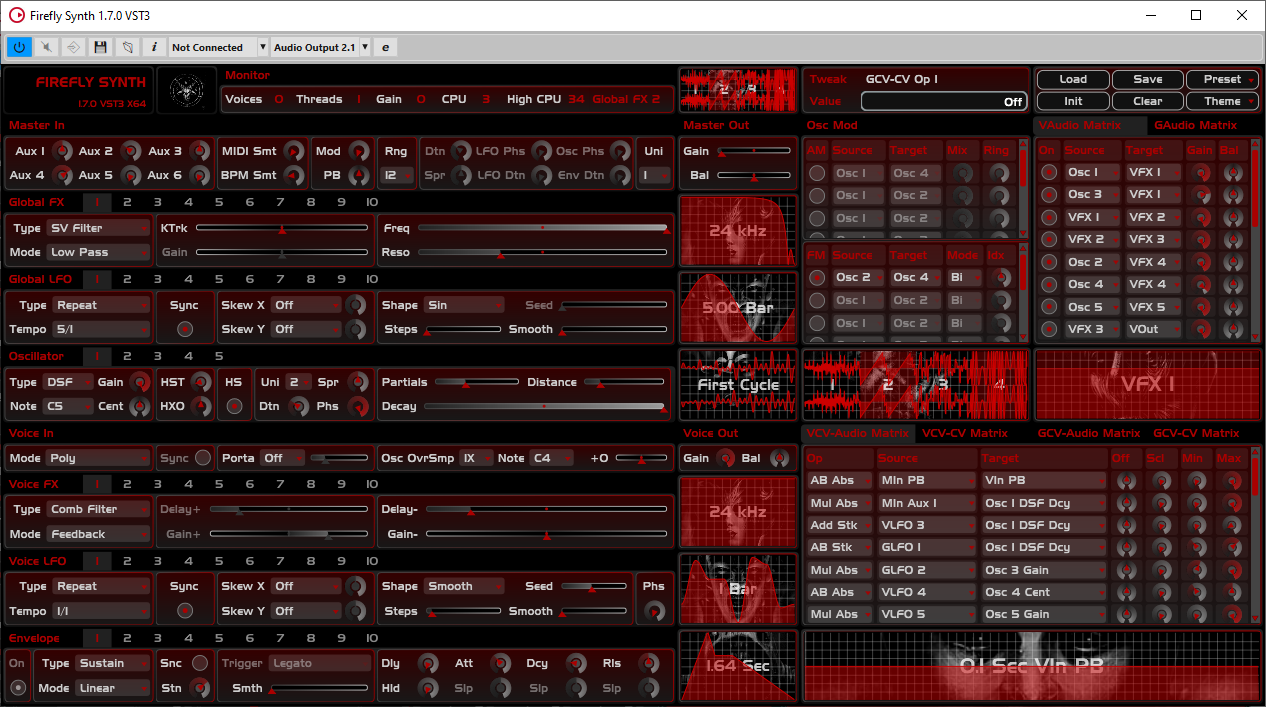 Firefly Synth 1.7.0 VST3
i Not Connected Audio Output 2.1 e
FIREFLY SYNTH
1.7.0 VST3 X64
Monitor
Voices 0 Threads 1 Gain 0 CPU 3 High CPU 34 Global FX 2
1 2 3 4
Tweak GCV-CV Op 1
Value Off
Load Save Preset
Init Clear Theme
Master In
Aux 1 Aux 2 Aux 3 MIDI Smt Mod Rng Dtn LFO Phs Osc Phs Uni
Aux 4 Aux 5 Aux 6 BPM Smt PB 12 Spr LFO Dtn Env Dtn 1
Master Out
Gain
Bal
Global FX 1 2 3 4 5 6 7 8 9 10
Type SV Filter KTrk Freq
Mode Low Pass Gain Reso
24 kHz
Global LFO 1 2 3 4 5 6 7 8 9 10
Type Repeat Sync Skew X Off Shape Sin Seed
Tempo 5/1 Skew Y Off Steps Smooth
5.00 Bar
Oscillator 1 2 3 4 5
Type DSF Gain HST HS Uni 2 Spr Partials Distance
Note C5 Cent HXO Dtn Phs Decay
First Cycle
Voice In
Mode Poly Sync Porta Off Osc OvrSmp 1X Note C4 +0
Voice Out
Gain Bal
Voice FX 1 2 3 4 5 6 7 8 9 10
Type Comb Filter Delay+ Delay-
Mode Feedback Gain+ Gain-
24 kHz
Voice LFO 1 2 3 4 5 6 7 8 9 10
Type Repeat Sync Skew X Off Shape Smooth Seed Phs
Tempo 1/1 Skew Y Off Steps Smooth
1 Bar
Envelope 1 2 3 4 5 6 7 8 9 10
On Type Sustain Snc Trigger Legato Dly Att Dcy Rls
Mode Linear Stn Smth Hld Slp Slp Slp
1.64 Sec
Osc Mod
AM Source Target Mix Ring
Osc 1 Osc 4
Osc 1 Osc 2
Osc 1 Osc 2
FM Source Target Mode Idx
Osc 2 Osc 4 Bi
Osc 1 Osc 2 Bi
Osc 1 Osc 2 Bi
1 2 3 4
VAudio Matrix GAudio Matrix
On Source Target Gain Bal
Osc 1 VFX 1
Osc 3 VFX 1
VFX 1 VFX 2
VFX 2 VFX 3
Osc 2 VFX 4
Osc 4 VFX 4
Osc 5 VFX 5
VFX 3 VOut
VFX 1
VCV-Audio Matrix VCV-CV Matrix GCV-Audio Matrix GCV-CV Matrix
Op Source Target Off Scl Min Max
AB Abs MIn PB VIn PB
Mul Abs MIn Aux 1 Osc 1 DSF Dcy
Add Stk VLFO 3 Osc 1 DSF Dcy
AB Stk GLFO 1 Osc 1 DSF Dcy
Mul Abs GLFO 2 Osc 3 Gain
AB Abs VLFO 4 Osc 4 Cent
Mul Abs VLFO 5 Osc 5 Gain
0.1 Sec VIn PB